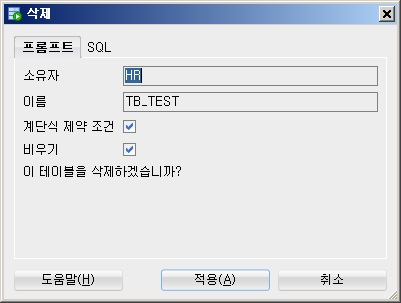 삭제
프롬프트 SQL
소유자 HR
이름 TB_TEST
계단식 제약 조건
비우기
이 테이블을 삭제하겠습니까?
도움말(H) 적용(A) 취소